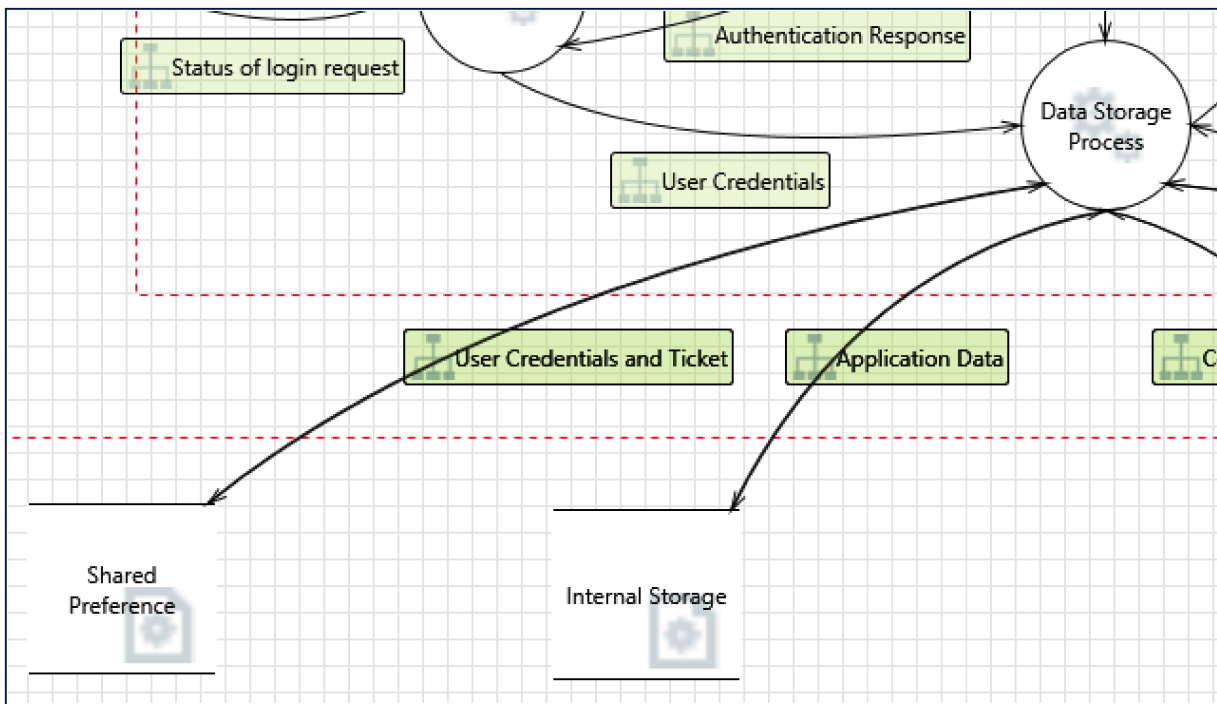 Authentication Response
Status of login request
Data Storage
Process
User Credentials
User Credentials and Ticket
Application Data
Shared
Preference
Internal Storage